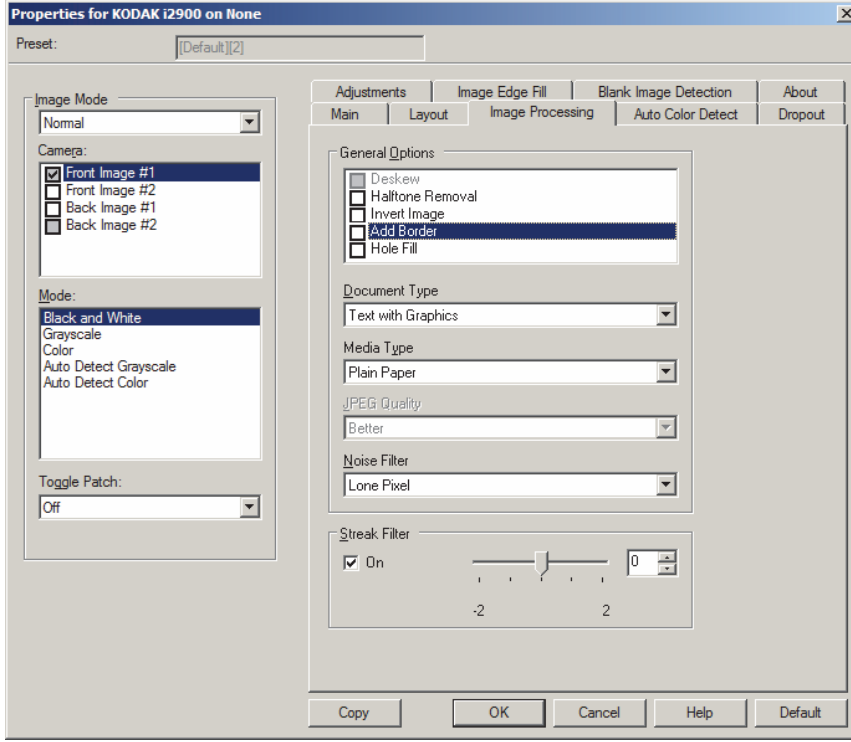 Properties for KODAK i2900 on None
Preset:
[Default][2]
Image Mode
Normal
Camera:
Front Image #1
Front Image #2
Back Image #1
Back Image #2
Mode:
Black and White
Grayscale
Color
Auto Detect Grayscale
Auto Detect Color
Toggle Patch:
Off
Adjustments
Image Edge Fill
Blank Image Detection
About
Main
Layout
Image Processing
Auto Color Detect
Dropout
General Options
Deskew
Halftone Removal
Invert Image
Add Border
Hole Fill
Document Type
Text with Graphics
Media Type
Plain Paper
JPEG Quality
Better
Noise Filter
Lone Pixel
Streak Filter
On
0
-2 2
Copy
OK
Cancel
Help
Default